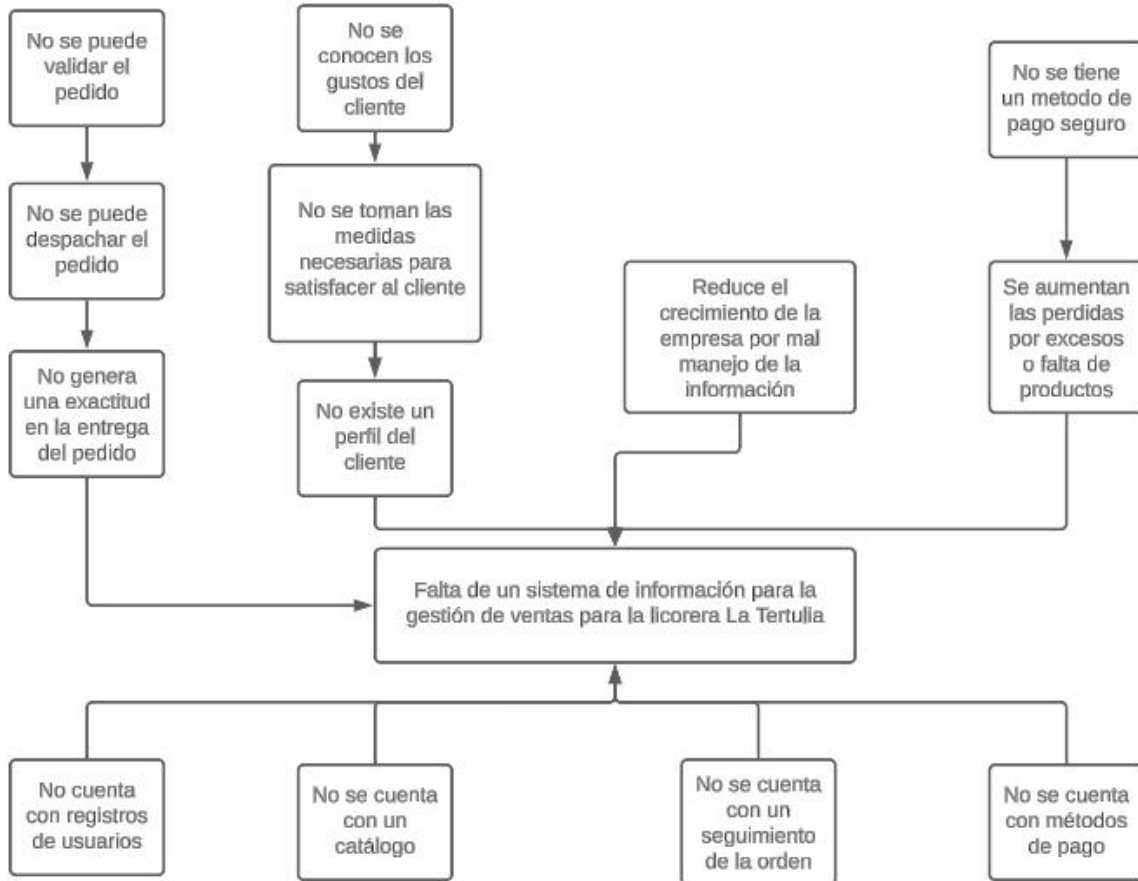 No se puede
validar el
pedido
No se
conocen los
gustos del
cliente
No se tiene
un metodo de
pago seguro
No se puede
despachar el
pedido
No se toman las
medidas
necesarias para
satisfacer al cliente
Reduce el
crecimiento de la
empresa por mal
manejo de la
información
Se aumentan
las perdidas
por excesos
o falta de
productos
No genera
una exactitud
en la entrega
del pedido
No existe un
perfil del
cliente
Falta de un sistema de información para la
gestión de ventas para la licorera La Tertulia
No cuenta
con registros
de usuarios
No se cuenta
con un
catálogo
No se cuenta
con un
seguimiento
de la orden
No se cuenta
con métodos
de pago